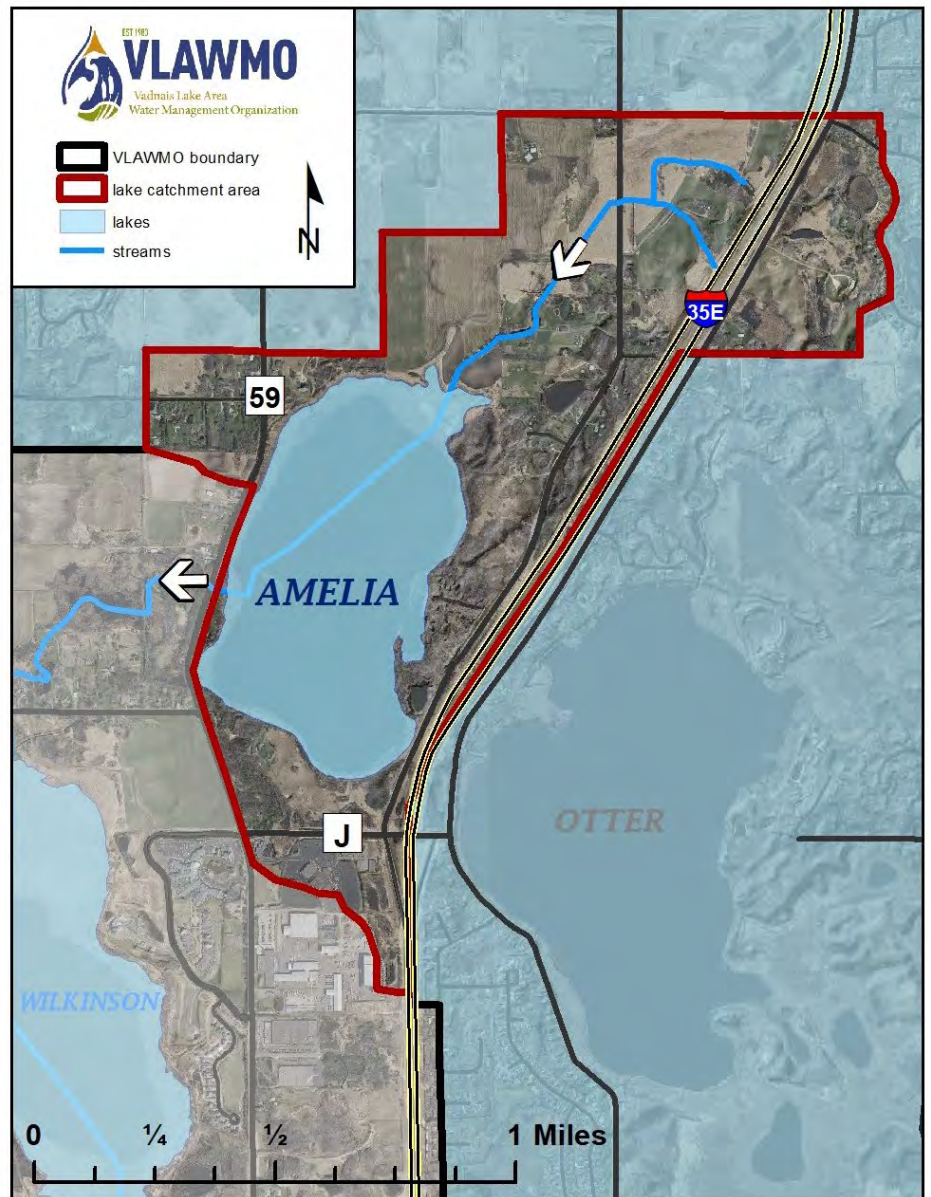 EST 1983
VLAWMO
Vadnais Lake Area
Water Management Organization
VLAWMO boundary
lake catchment area
lakes
streams
N
35E
59
AMELIA
OTTER
J
WILKINSON
0 ¼ ½ 1 Miles